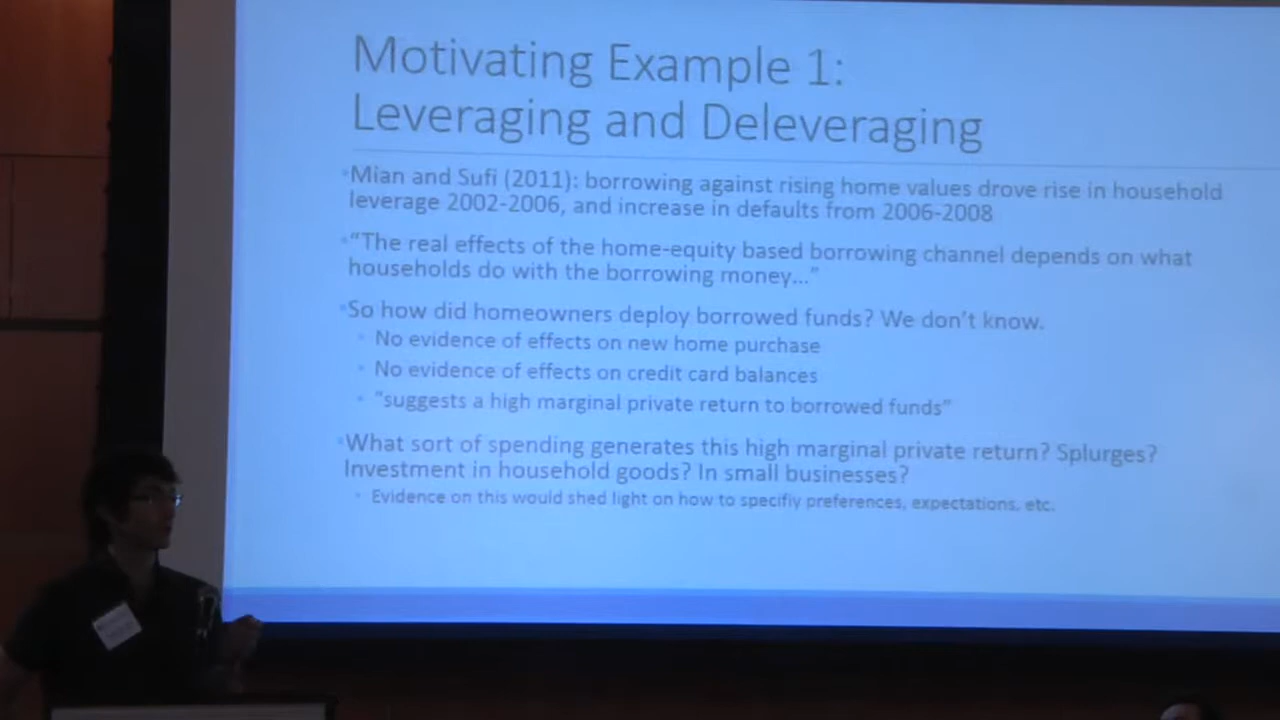 Motivating Example 1:
Leveraging and Deleveraging
Mian and Sufi (2011): borrowing against rising home values drove rise in household
leverage 2002-2006, and increase in defaults from 2006-2008
“The real effects of the home-equity based borrowing channel depends on what
households do with the borrowing money...”
So how did homeowners deploy borrowed funds? We don't know.
No evidence of effects on new home purchase
No evidence of effects on credit card balances
“suggests a high marginal private return to borrowed funds”
What sort of spending generates this high marginal private return? Splurges?
Investment in household goods? In small businesses?
Evidence on this would shed light on how to specifiy preferences, expectations, etc.